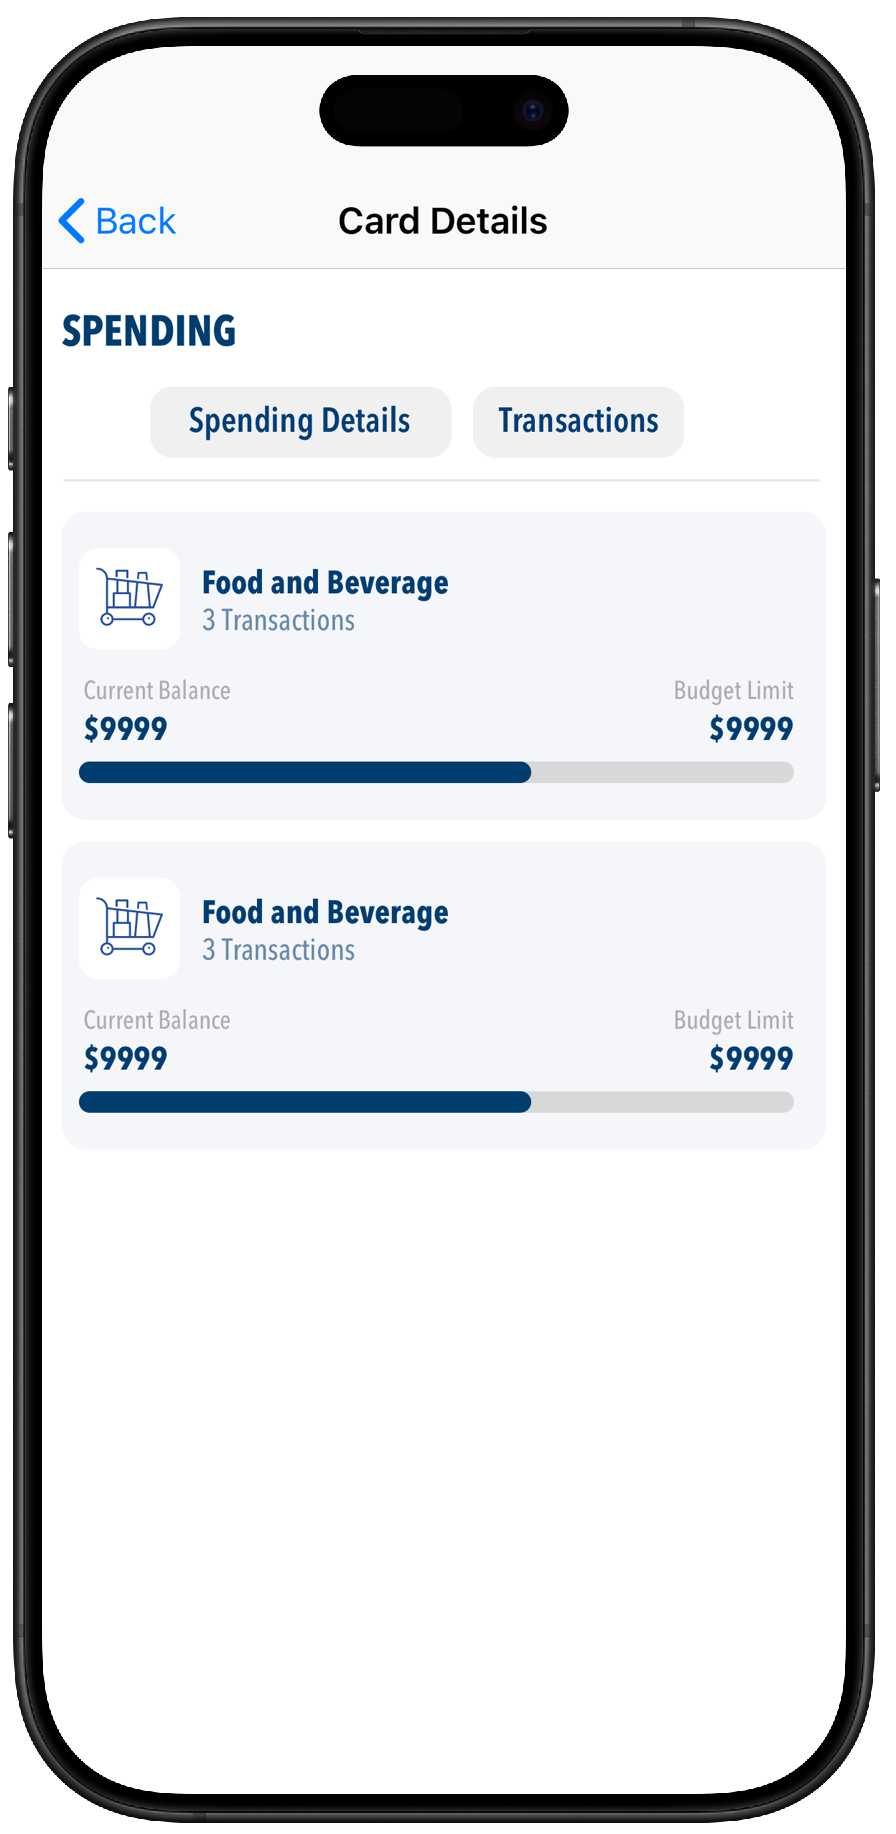 Back
Card Details
SPENDING
Spending Details
Transactions
Food and Beverage
3 Transactions
Current Balance
Budget Limit
$9999
$9999
Food and Beverage
3 Transactions
Current Balance
Budget Limit
$9999
$9999